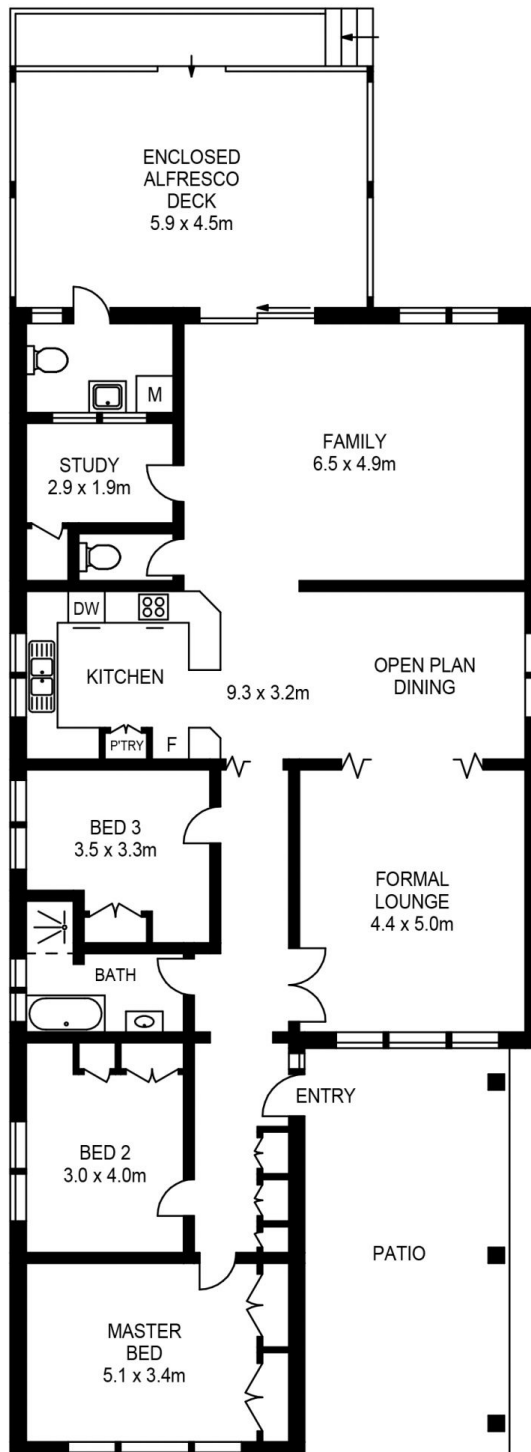 ENCLOSED
ALFRESCO
DECK
5.9 x 4.5m
M
STUDY
2.9 x 1.9m
FAMILY
6.5 x 4.9m
DW
KITCHEN
P'TRY
F
9.3 x 3.2m
OPEN PLAN
DINING
BED 3
3.5 x 3.3m
FORMAL
LOUNGE
4.4 x 5.0m
BATH
ENTRY
BED 2
3.0 x 4.0m
PATIO
MASTER
BED
5.1 x 3.4m